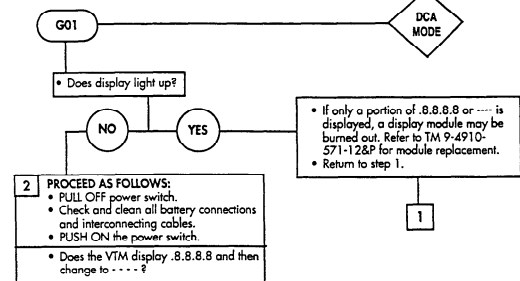 G01
DCA
MODE
• Does display light up?
NO
YES
• If only a portion of .8.8.8.8 or ---- is
displayed, a display module may be
burned out. Refer to TM 9-4910-
571-12&P for module replacement.
• Return to step 1.
1
2 PROCEED AS FOLLOWS:
• PULL OFF power switch.
• Check and clean all battery connections
and interconnecting cables.
• PUSH ON the power switch.
• Does the VTM display .8.8.8.8 and then
change to - - - - ?